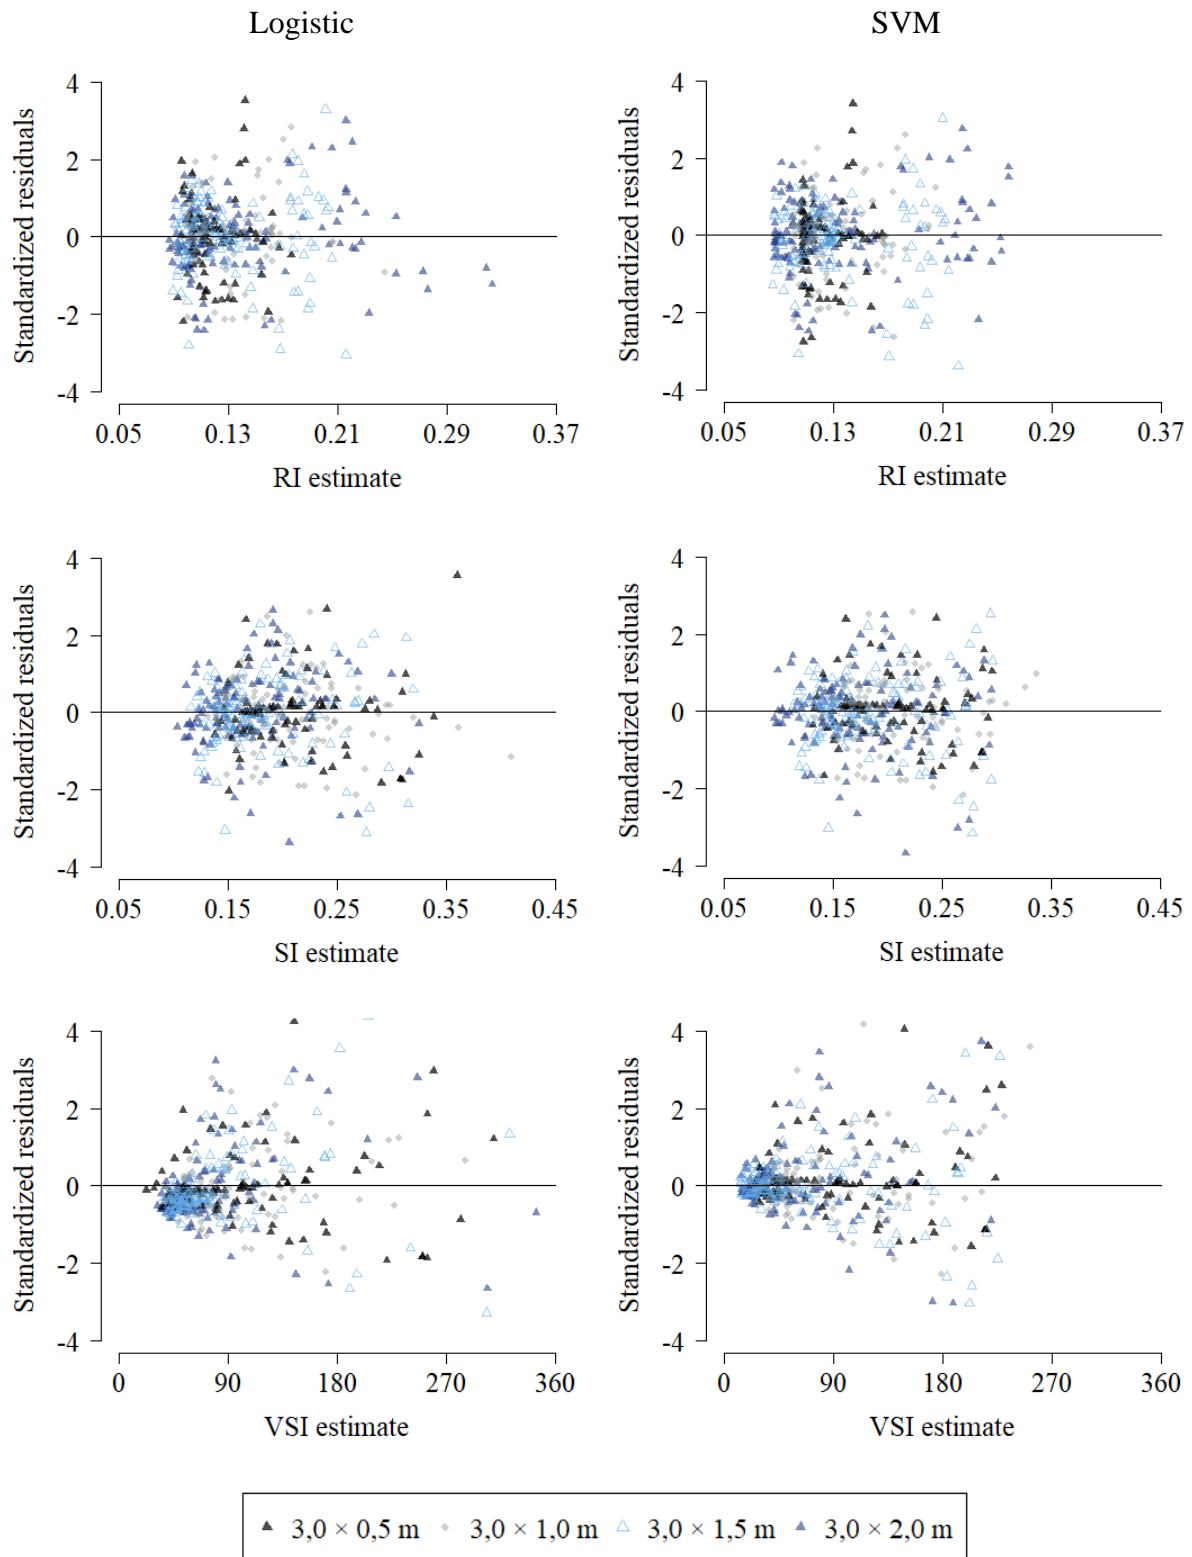 Logistic SVM
Standardized residuals
4
2
0
-2
-4
0.05 0.13 0.21 0.29 0.37
RI estimate
Standardized residuals
4
2
0
-2
-4
0.05 0.13 0.21 0.29 0.37
RI estimate
Standardized residuals
4
2
0
-2
-4
0.05 0.15 0.25 0.35 0.45
SI estimate
Standardized residuals
4
2
0
-2
-4
0.05 0.15 0.25 0.35 0.45
SI estimate
Standardized residuals
4
2
0
-2
-4
0 90 180 270 360
VSI estimate
Standardized residuals
4
2
0
-2
-4
0 90 180 270 360
VSI estimate
3,0 × 0,5 m 3,0 × 1,0 m 3,0 × 1,5 m 3,0 × 2,0 m